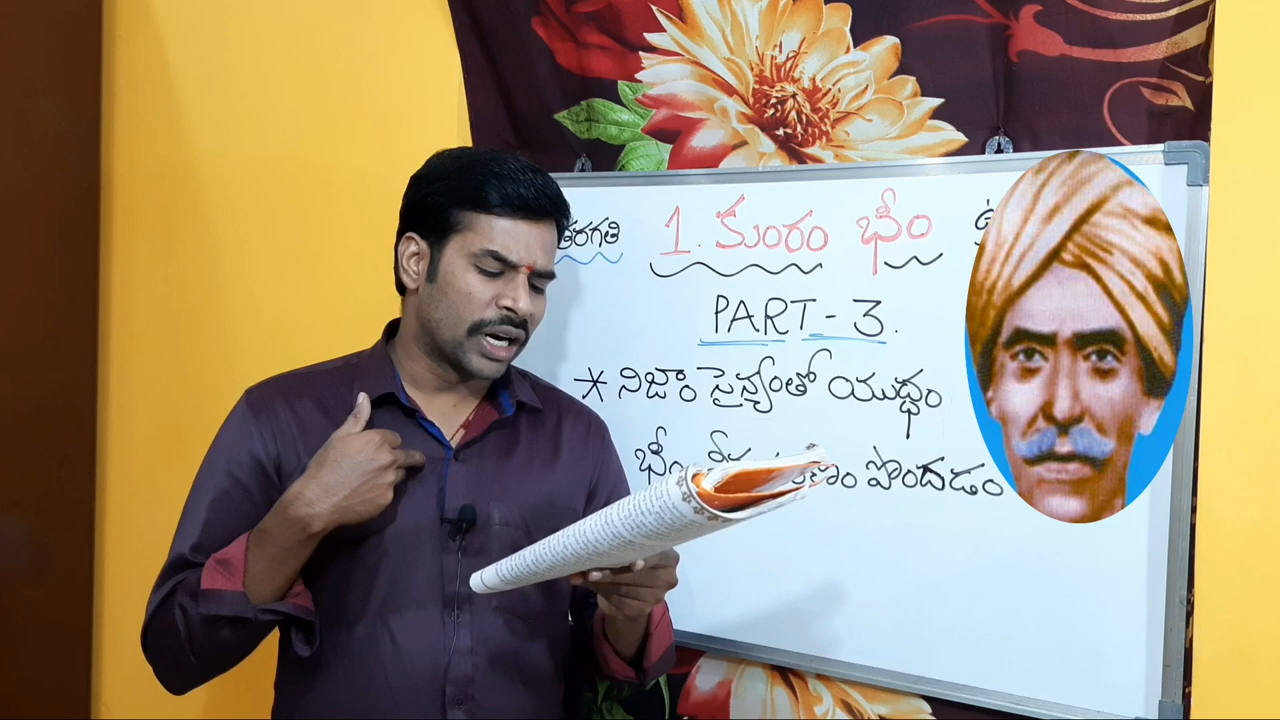 తరగతి 1. కుంరం భీం
PART-3.
* నిజాం సైన్యంతో యుద్ధం
భీం పొందడం